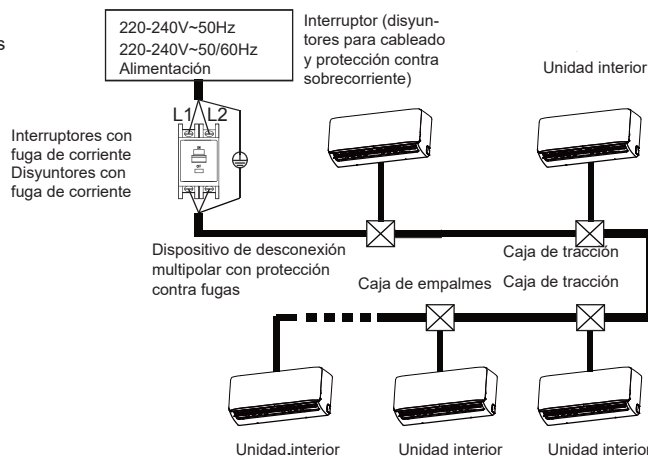 s
220-240V~50Hz
220-240V~50/60Hz
Alimentación
Interruptor (disyun-
tores para cableado
y protección contra
sobrecorriente)
Unidad interior
L1
L2
Interruptores con
fuga de corriente
Disyuntores con
fuga de corriente
Dispositivo de desconexión
multipolar con protección
contra fugas
Caja de tracción
Caja de empalmes
Caja de tracción
Unidad.interior
Unidad interior
Unidad interior